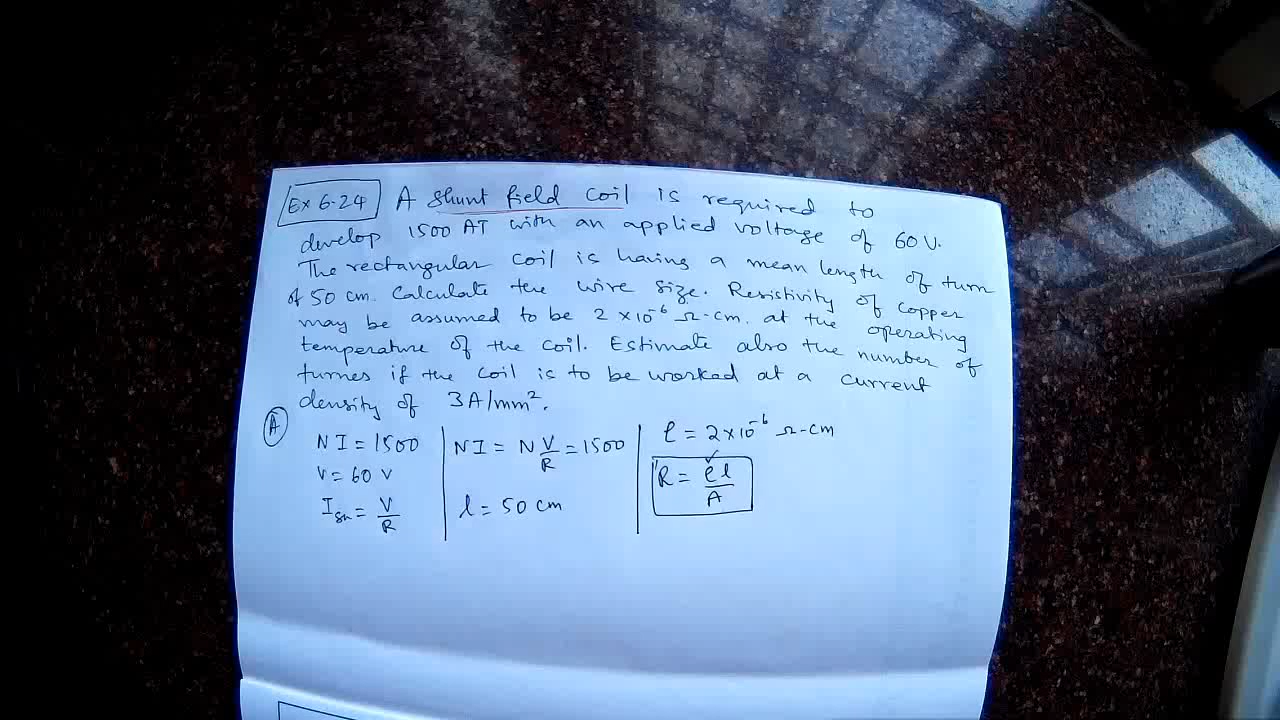 Ex 6.24 A shunt field coil is required to
develop 1500 AT with an applied voltage of 60 V.
The rectangular coil is having a mean length of turn
of 50 cm. Calculate the wire size. Resistivity of copper
may be assumed to be 2×10⁻⁶ Ω-cm. at the operating
temperature of the coil. Estimate also the number of
turnes if the coil is to be worked at a current
density of 3A/mm².
A
NI = 1500
V = 60 V
I_sh = V/R
NI = N V/R = 1500
l = 50 cm
ρ = 2×10⁻⁶ Ω-cm
R = ρl/A